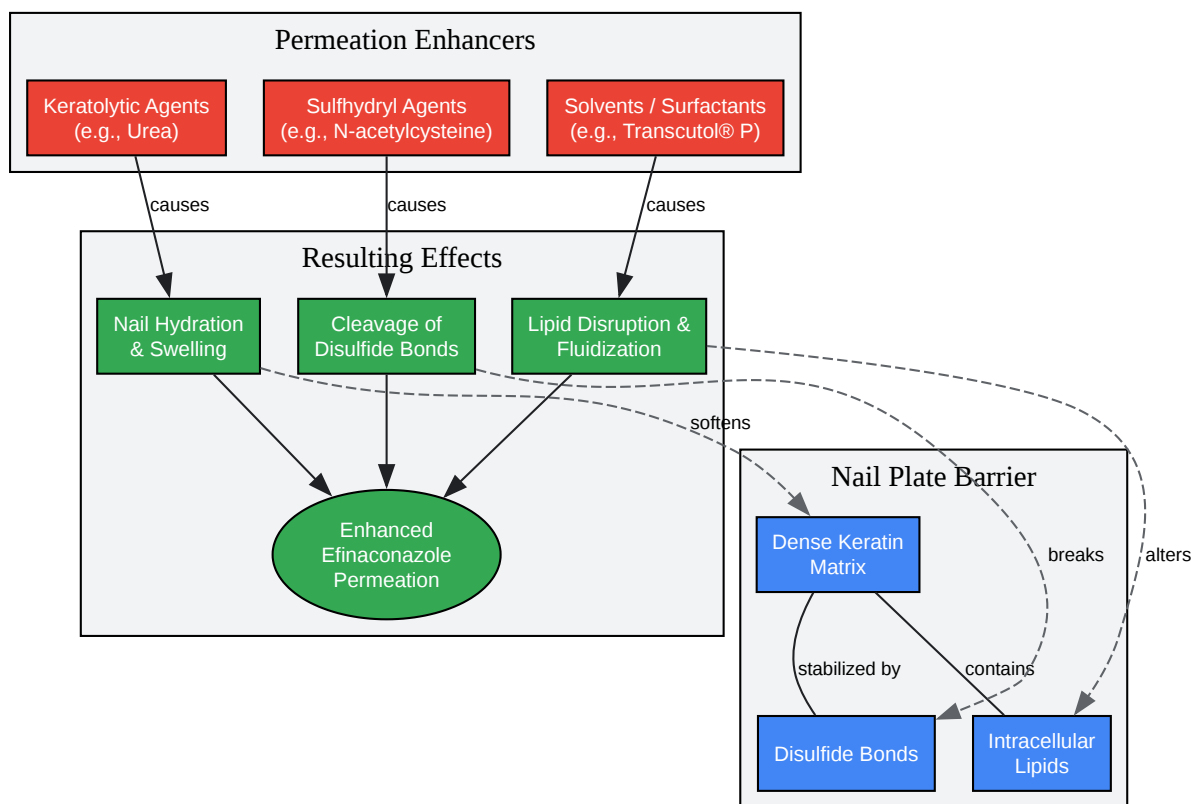 Permeation Enhancers
Keratolytic Agents
(e.g., Urea)
Sulfhydryl Agents
(e.g., N-acetylcysteine)
Solvents / Surfactants
(e.g., Transcutol® P)
causes
causes
causes
Resulting Effects
Nail Hydration
& Swelling
Cleavage of
Disulfide Bonds
Lipid Disruption &
Fluidization
softens
Enhanced
Efinaconazole
Permeation
Nail Plate Barrier
Dense Keratin
Matrix
breaks
alters
stabilized by
contains
Disulfide Bonds
Intracellular
Lipids